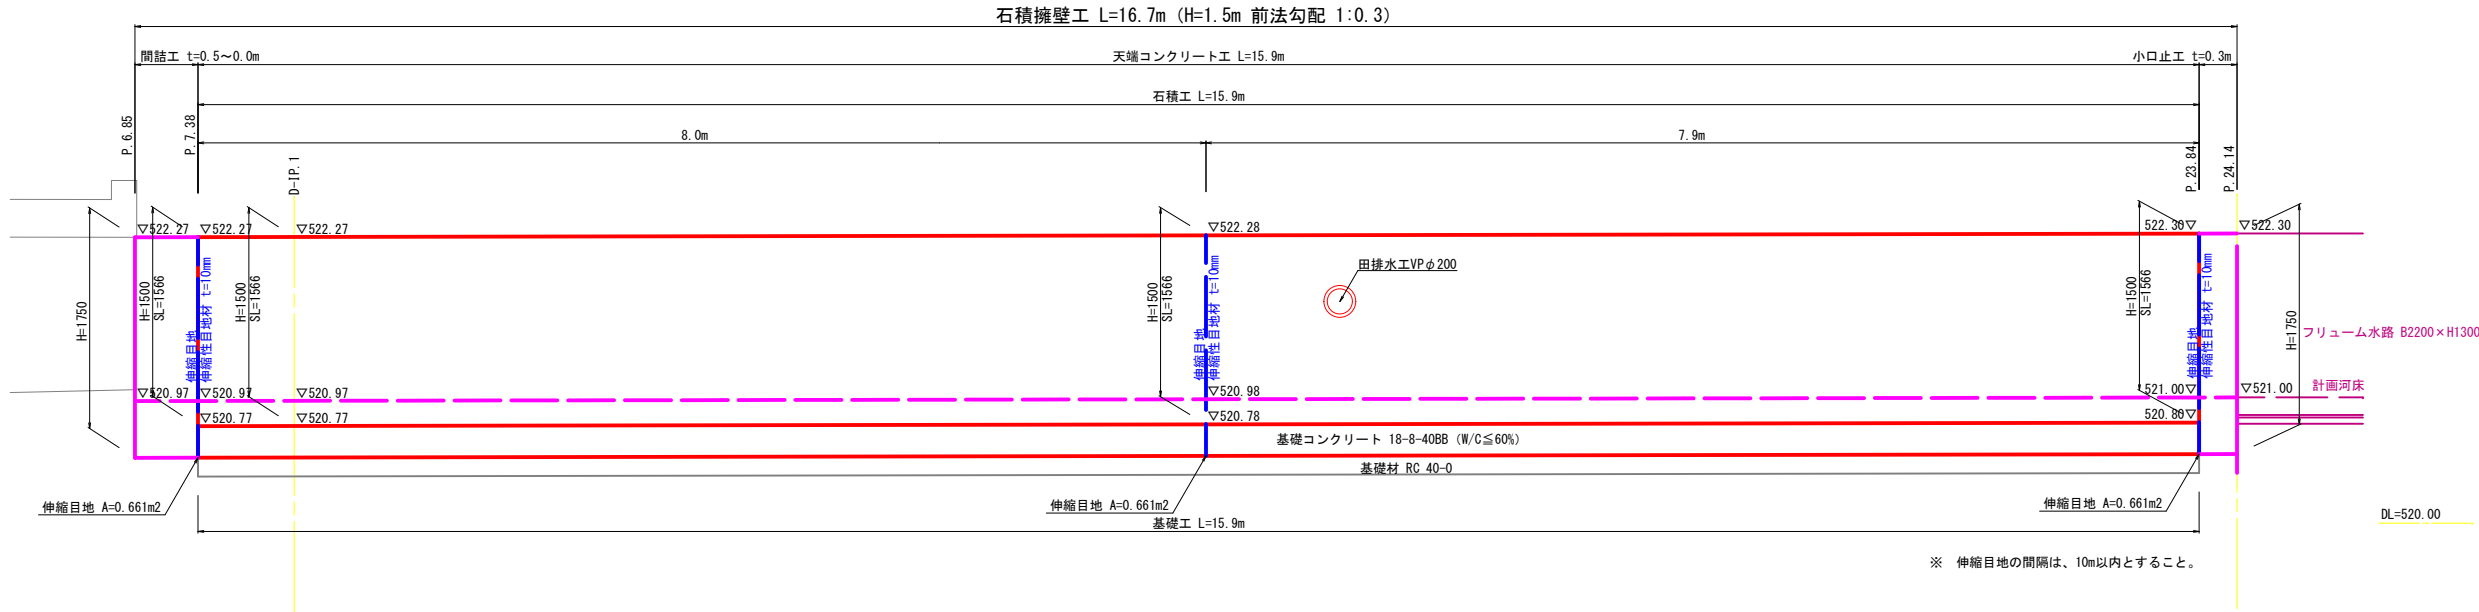 石積擁壁工 L=16.7m (H=1.5m 前法勾配 1:0.3)
間詰工 t=0.5～0.0m
天端コンクリート工 L=15.9m
小口止工 t=0.3m
石積工 L=15.9m
8.0m
7.9m
P.6.85
P.7.38
D-IP.1
P.23.84
P.24.14
▽522.27
▽522.27
▽522.27
▽522.28
522.30▽
▽522.30
田排水工VPφ200
H=1750
H=1500
SL=1566
伸縮目地
伸縮性目地材 t=10mm
H=1500
SL=1566
H=1500
SL=1566
伸縮目地
伸縮性目地材 t=10mm
H=1500
SL=1566
伸縮目地
伸縮性目地材 t=10mm
H=1750
フリューム水路 B2200×H1300
計画河床
▽520.97
▽520.97
▽520.97
▽520.98
521.00▽
▽521.00
▽520.77
▽520.77
▽520.78
520.80▽
基礎コンクリート 18-8-40BB (W/C≦60%)
基礎材 RC 40-0
伸縮目地 A=0.661m2
伸縮目地 A=0.661m2
伸縮目地 A=0.661m2
基礎工 L=15.9m
DL=520.00
※ 伸縮目地の間隔は、10m以内とすること。